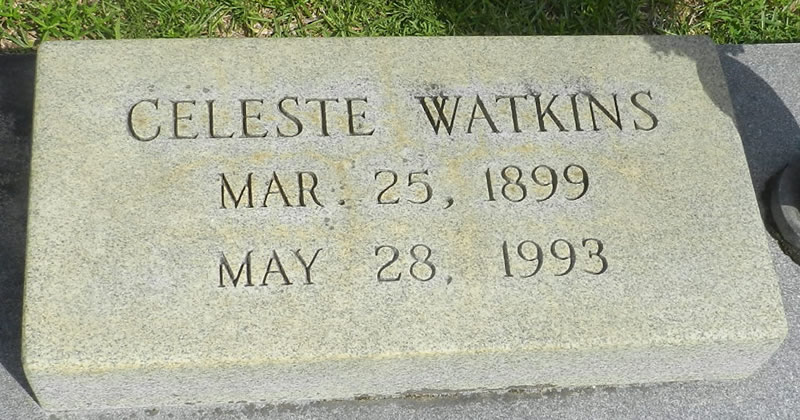 CELESTE WATKINS
MAR. 25, 1899
MAY 28, 1993